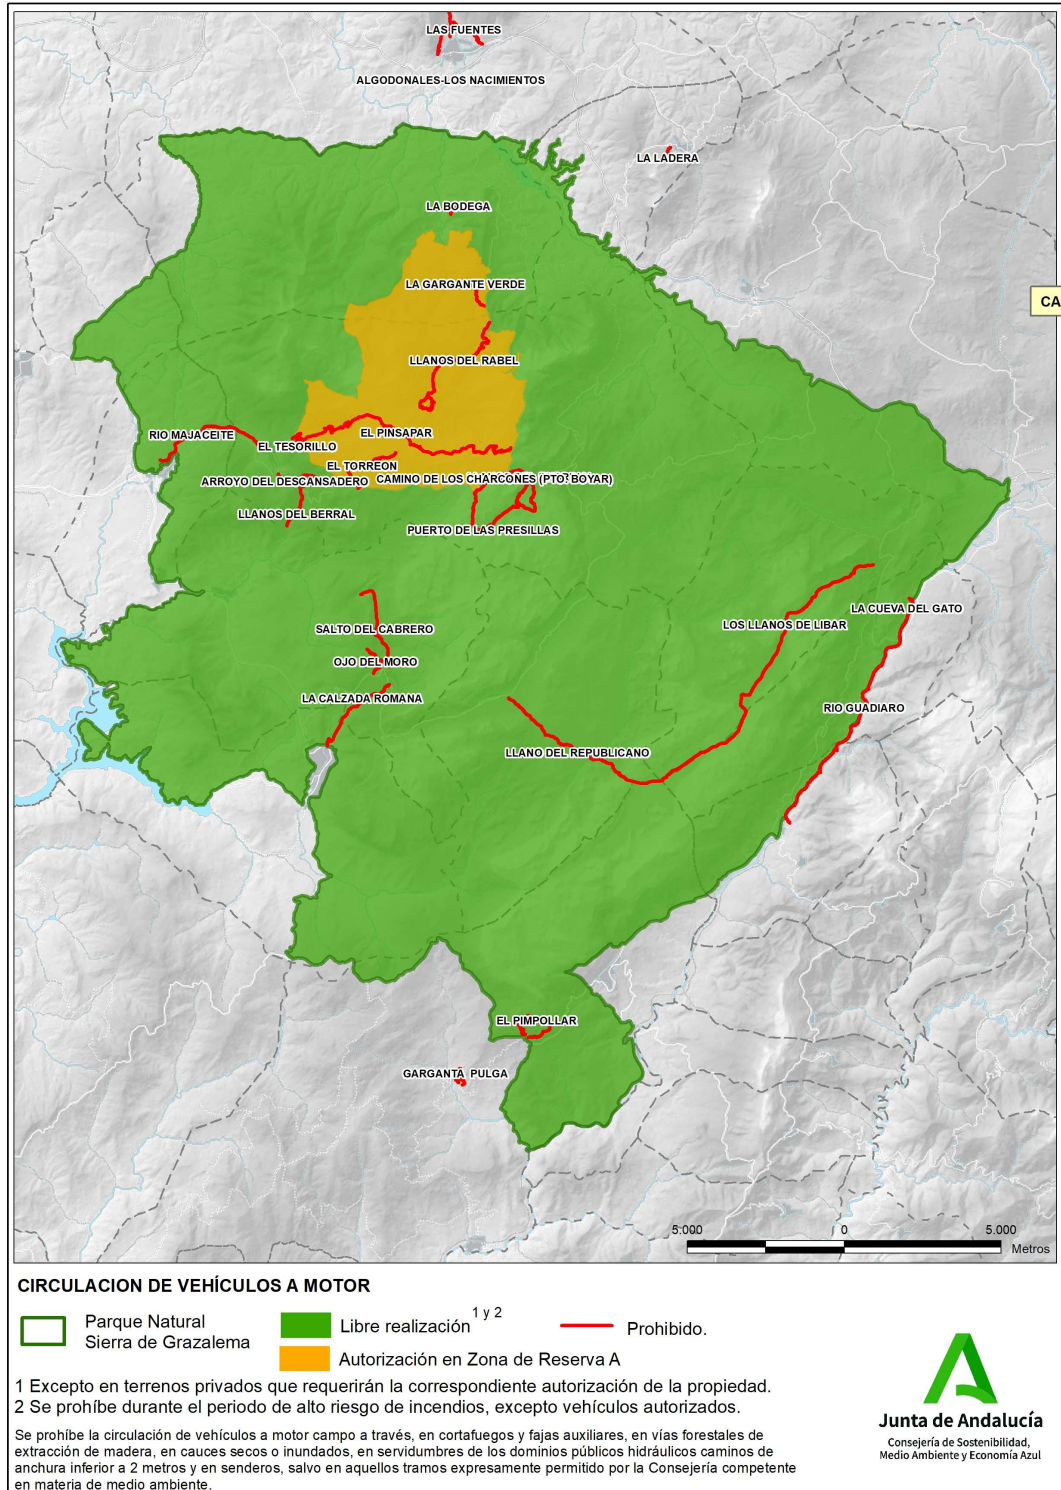 LAS FUENTES
ALGODONALES-LOS NACIMIENTOS
LA LADERA
LA BODEGA
LA GARGANTE VERDE
CA
LLANOS DEL RABEL
RIO MAJACEITE
EL PINSAPAR
EL TESORILLO
EL TORREON
ARROYO DEL DESCANSADERO
CAMINO DE LOS CHARCONES (PTO. BOYAR)
LLANOS DEL BERRAL
PUERTO DE LAS PRESILLAS
LA CUEVA DEL GATO
SALTO DEL CABRERO
LOS LLANOS DE LIBAR
OJO DEL MORO
LA CALZADA ROMANA
RIO GUADIARO
LLANO DEL REPUBLICANO
EL PIMPOLLAR
GARGANTA PULGA
5.000 0 5.000
Metros
CIRCULACION DE VEHÍCULOS A MOTOR
Parque Natural
Sierra de Grazalema
Libre realización 1 y 2
Prohibido.
Autorización en Zona de Reserva A
1 Excepto en terrenos privados que requerirán la correspondiente autorización de la propiedad.
2 Se prohíbe durante el periodo de alto riesgo de incendios, excepto vehículos autorizados.
Se prohíbe la circulación de vehículos a motor campo a través, en cortafuegos y fajas auxiliares, en vías forestales de
extracción de madera, en cauces secos o inundados, en servidumbres de los dominios públicos hidráulicos caminos de
anchura inferior a 2 metros y en senderos, salvo en aquellos tramos expresamente permitido por la Consejería competente
en materia de medio ambiente.
Junta de Andalucía
Consejería de Sostenibilidad,
Medio Ambiente y Economía Azul